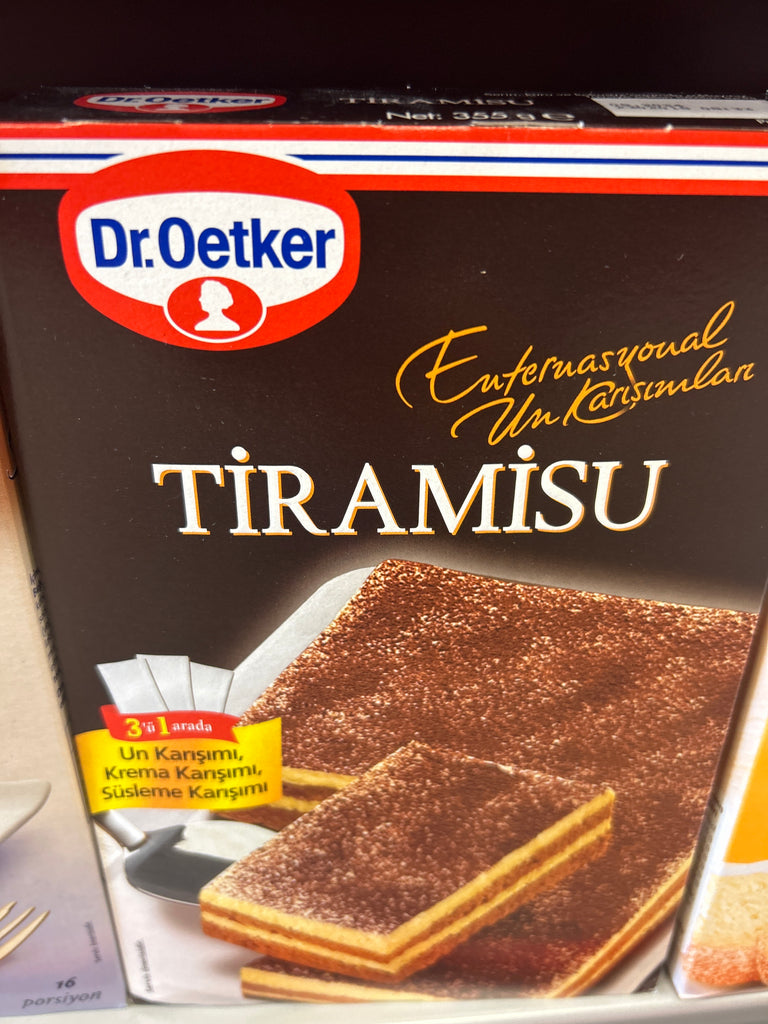 Dr.Oetker
TİRAMİSU
Net: 355 g ℮
Dr.Oetker
Enternasyonal
Un Karışımları
TİRAMİSU
3'ü 1 arada
Un Karışımı,
Krema Karışımı,
Süsleme Karışımı
16
porsiyon